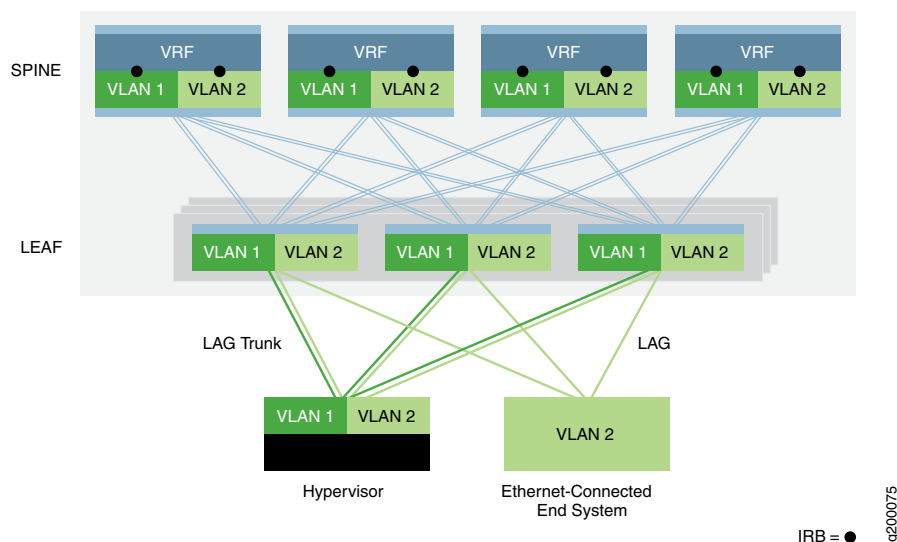 VRF
VRF
VRF
VRF
SPINE
VLAN 1
VLAN 2
VLAN 1
VLAN 2
VLAN 1
VLAN 2
VLAN 1
VLAN 2
LEAF
VLAN 1
VLAN 2
VLAN 1
VLAN 2
VLAN 1
VLAN 2
LAG Trunk
LAG
VLAN 1
VLAN 2
VLAN 2
Hypervisor
Ethernet-Connected
End System
IRB =
g200075